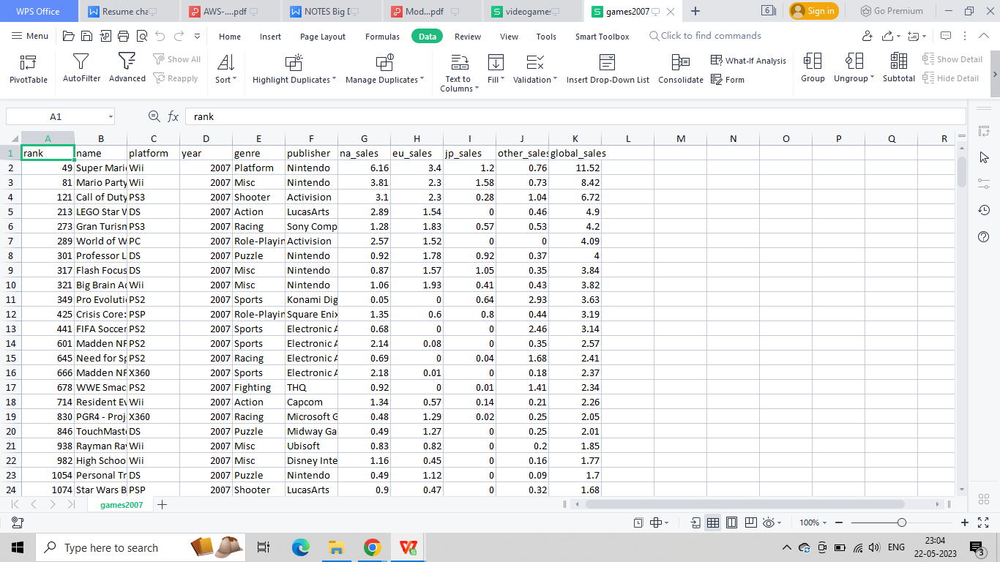 WPS Office Resume cha AWS-....pdf NOTES Big D Mod...pdf videogames games2007 6 Sign in Go Premium
Menu Home Insert Page Layout Formulas Data Review View Tools Smart Toolbox Click to find commands
PivotTable AutoFilter Advanced Show All Reapply Sort Highlight Duplicates Manage Duplicates Text to Columns Fill Validation Insert Drop-Down List Consolidate What-If Analysis Form Group Ungroup Subtotal Show Detail Hide Detail
A1 fx rank
A B C D E F G H I J K L M N O P Q R
1 rank name platform year genre publisher na_sales eu_sales jp_sales other_sales global_sales
2 49 Super Mari Wii 2007 Platform Nintendo 6.16 3.4 1.2 0.76 11.52
3 81 Mario Party Wii 2007 Misc Nintendo 3.81 2.3 1.58 0.73 8.42
4 121 Call of Duty PS3 2007 Shooter Activision 3.1 2.3 0.28 1.04 6.72
5 213 LEGO Star W DS 2007 Action LucasArts 2.89 1.54 0 0.46 4.9
6 273 Gran Turism PS3 2007 Racing Sony Comp 1.28 1.83 0.57 0.53 4.2
7 289 World of W PC 2007 Role-Playin Activision 2.57 1.52 0 0 4.09
8 301 Professor L DS 2007 Puzzle Nintendo 0.92 1.78 0.92 0.37 4
9 317 Flash Focus DS 2007 Misc Nintendo 0.87 1.57 1.05 0.35 3.84
10 321 Big Brain Ac Wii 2007 Misc Nintendo 1.06 1.93 0.41 0.43 3.82
11 349 Pro Evoluti PS2 2007 Sports Konami Dig 0.05 0 0.64 2.93 3.63
12 425 Crisis Core: PSP 2007 Role-Playin Square Enix 1.35 0.6 0.8 0.44 3.19
13 441 FIFA Soccer PS2 2007 Sports Electronic A 0.68 0 0 2.46 3.14
14 601 Madden NF PS2 2007 Sports Electronic A 2.14 0.08 0 0.35 2.57
15 645 Need for Sp PS2 2007 Racing Electronic A 0.69 0 0.04 1.68 2.41
16 666 Madden NF X360 2007 Sports Electronic A 2.18 0.01 0 0.18 2.37
17 678 WWE Smac PS2 2007 Fighting THQ 0.92 0 0.01 1.41 2.34
18 714 Resident Ev Wii 2007 Action Capcom 1.34 0.57 0.14 0.21 2.26
19 830 PGR4 - Proj X360 2007 Racing Microsoft G 0.48 1.29 0.02 0.25 2.05
20 846 TouchMast DS 2007 Puzzle Midway Ga 0.49 1.27 0 0.25 2.01
21 938 Rayman Ra Wii 2007 Misc Ubisoft 0.83 0.82 0 0.2 1.85
22 982 High Schoo Wii 2007 Misc Disney Inte 1.16 0.45 0 0.16 1.77
23 1054 Personal Tr DS 2007 Puzzle Nintendo 0.49 1.12 0 0.09 1.7
24 1074 Star Wars B PSP 2007 Shooter LucasArts 0.9 0.47 0 0.32 1.68
games2007
100%
Type here to search ENG 23:04
22-05-2023 3